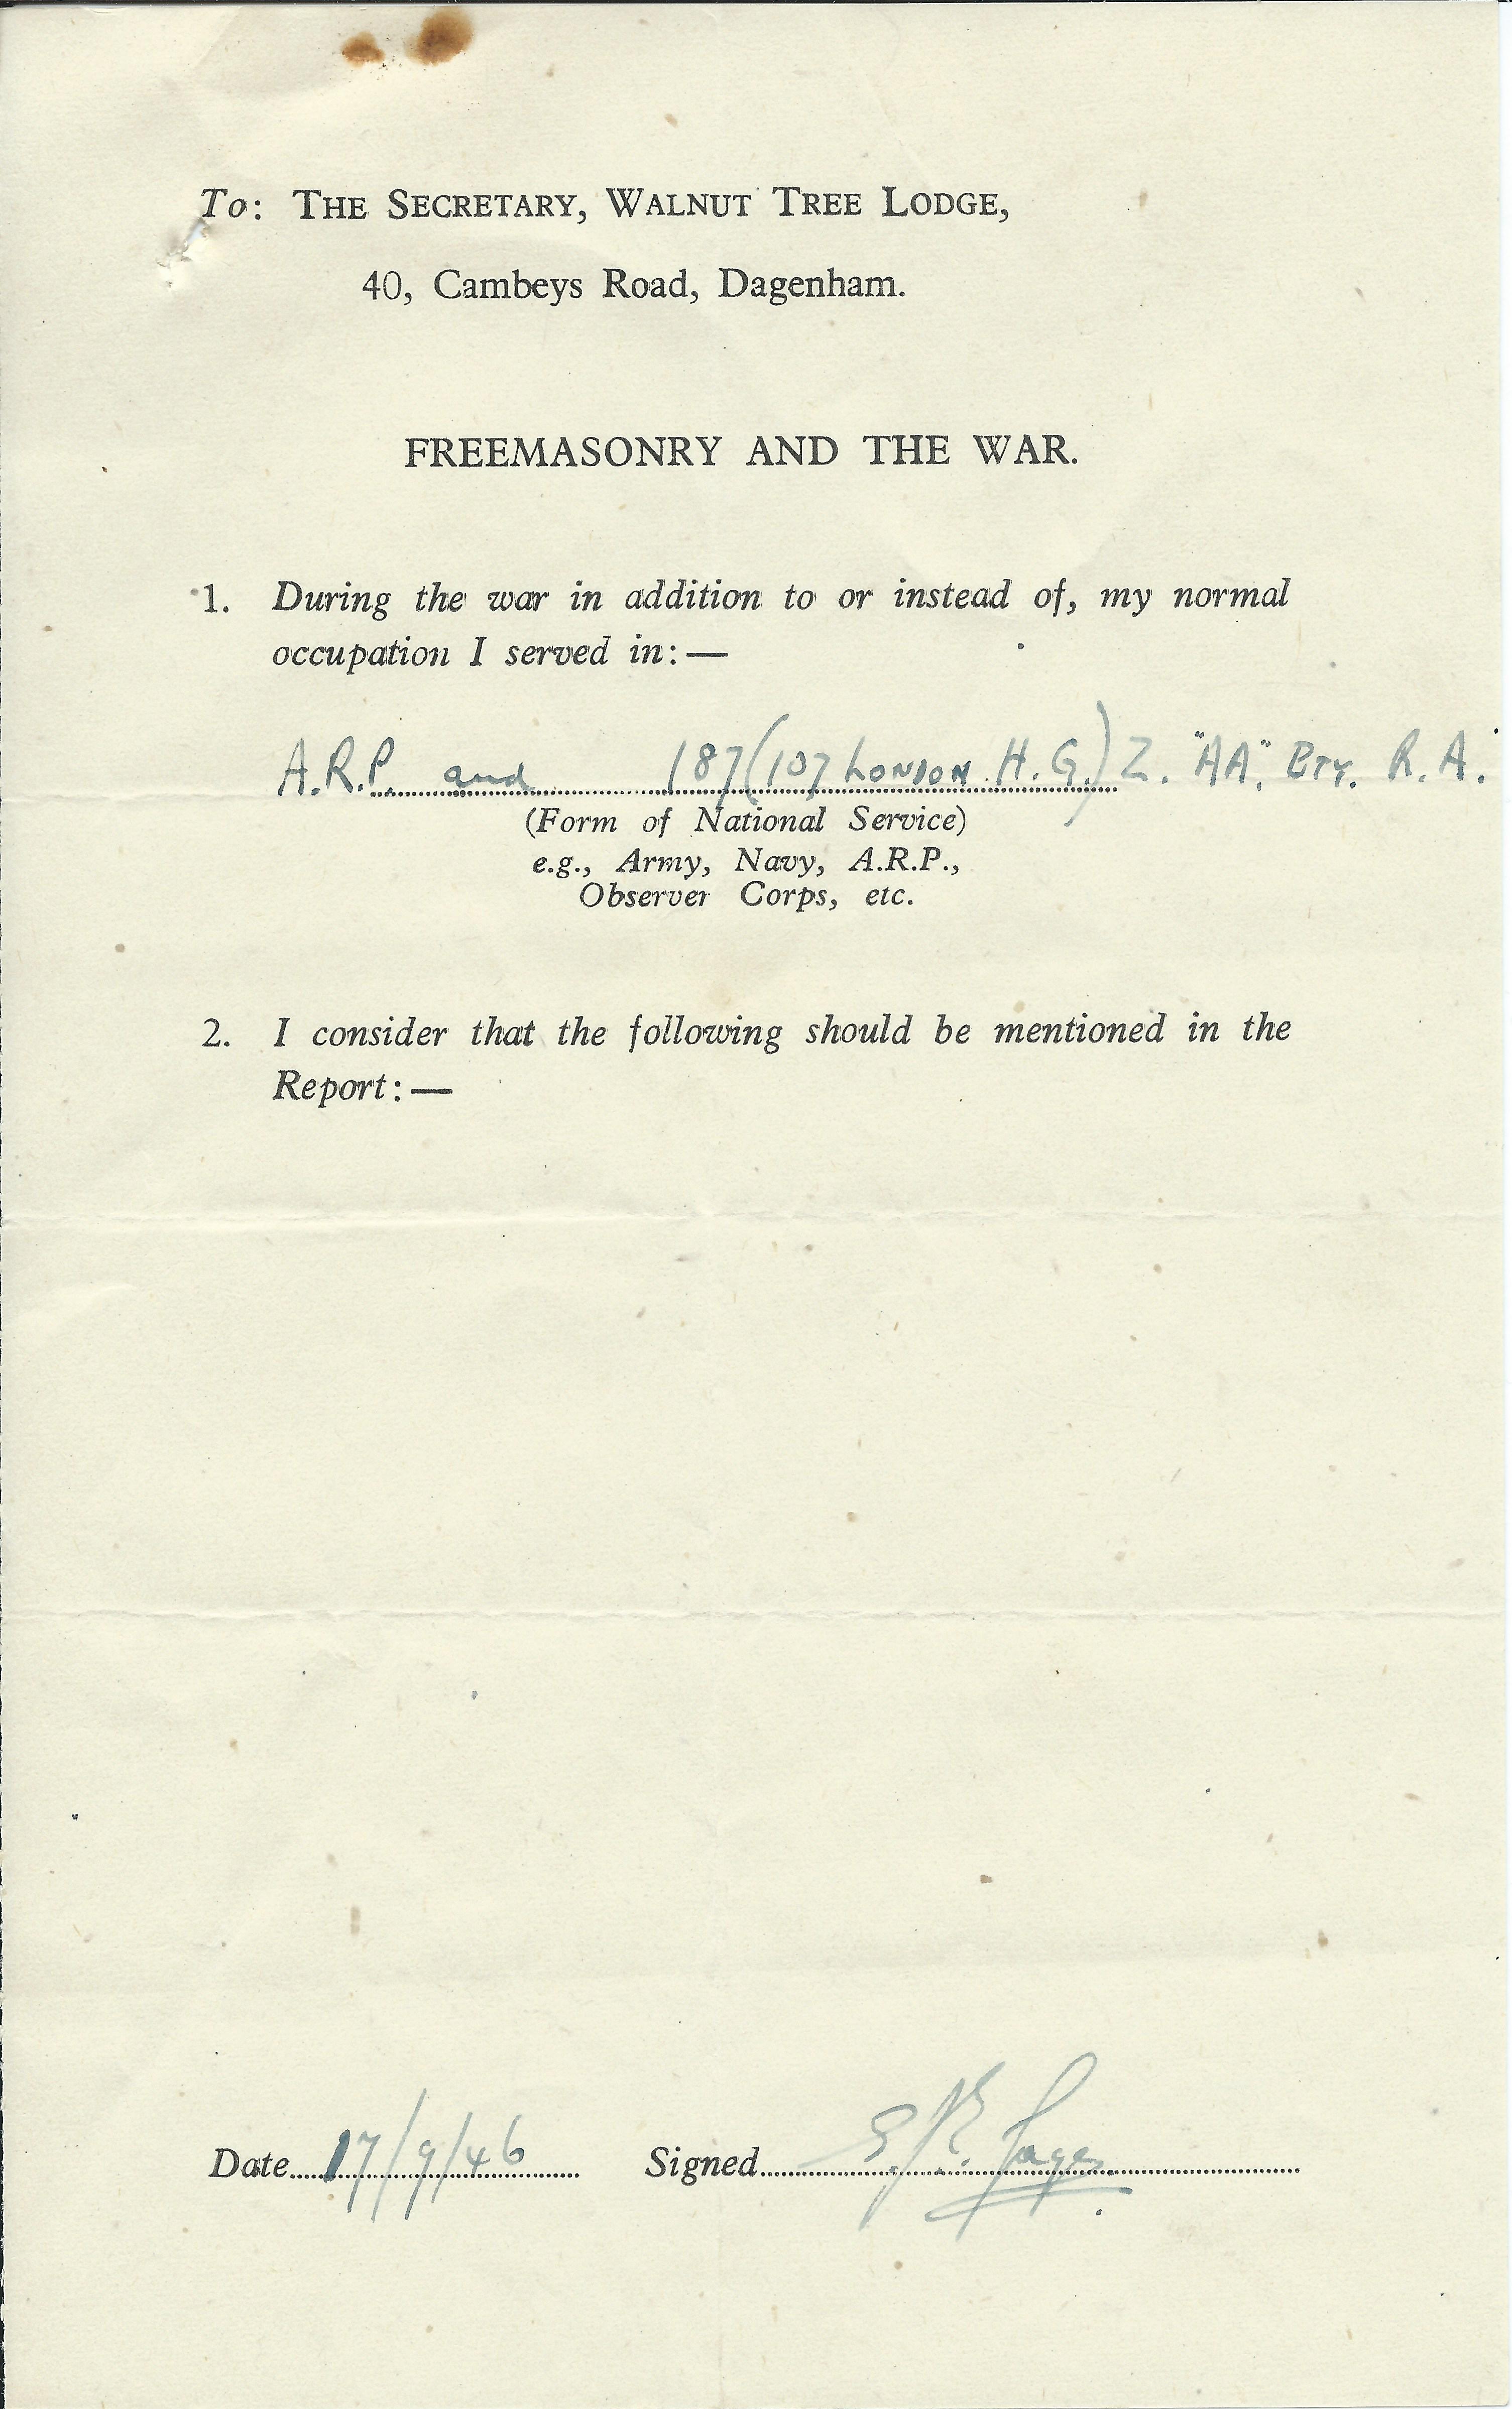 To: THE SECRETARY, WALNUT TREE LODGE,
40, Cambeys Road, Dagenham.
FREEMASONRY AND THE WAR.
1. During the war in addition to or instead of, my normal
occupation I served in:—
A.R.P. and 187 (107 LONDON H.G.) Z. "AA". BTY. R.A.
(Form of National Service)
e.g., Army, Navy, A.R.P.,
Observer Corps, etc.
2. I consider that the following should be mentioned in the
Report:—
Date 17/9/46 Signed